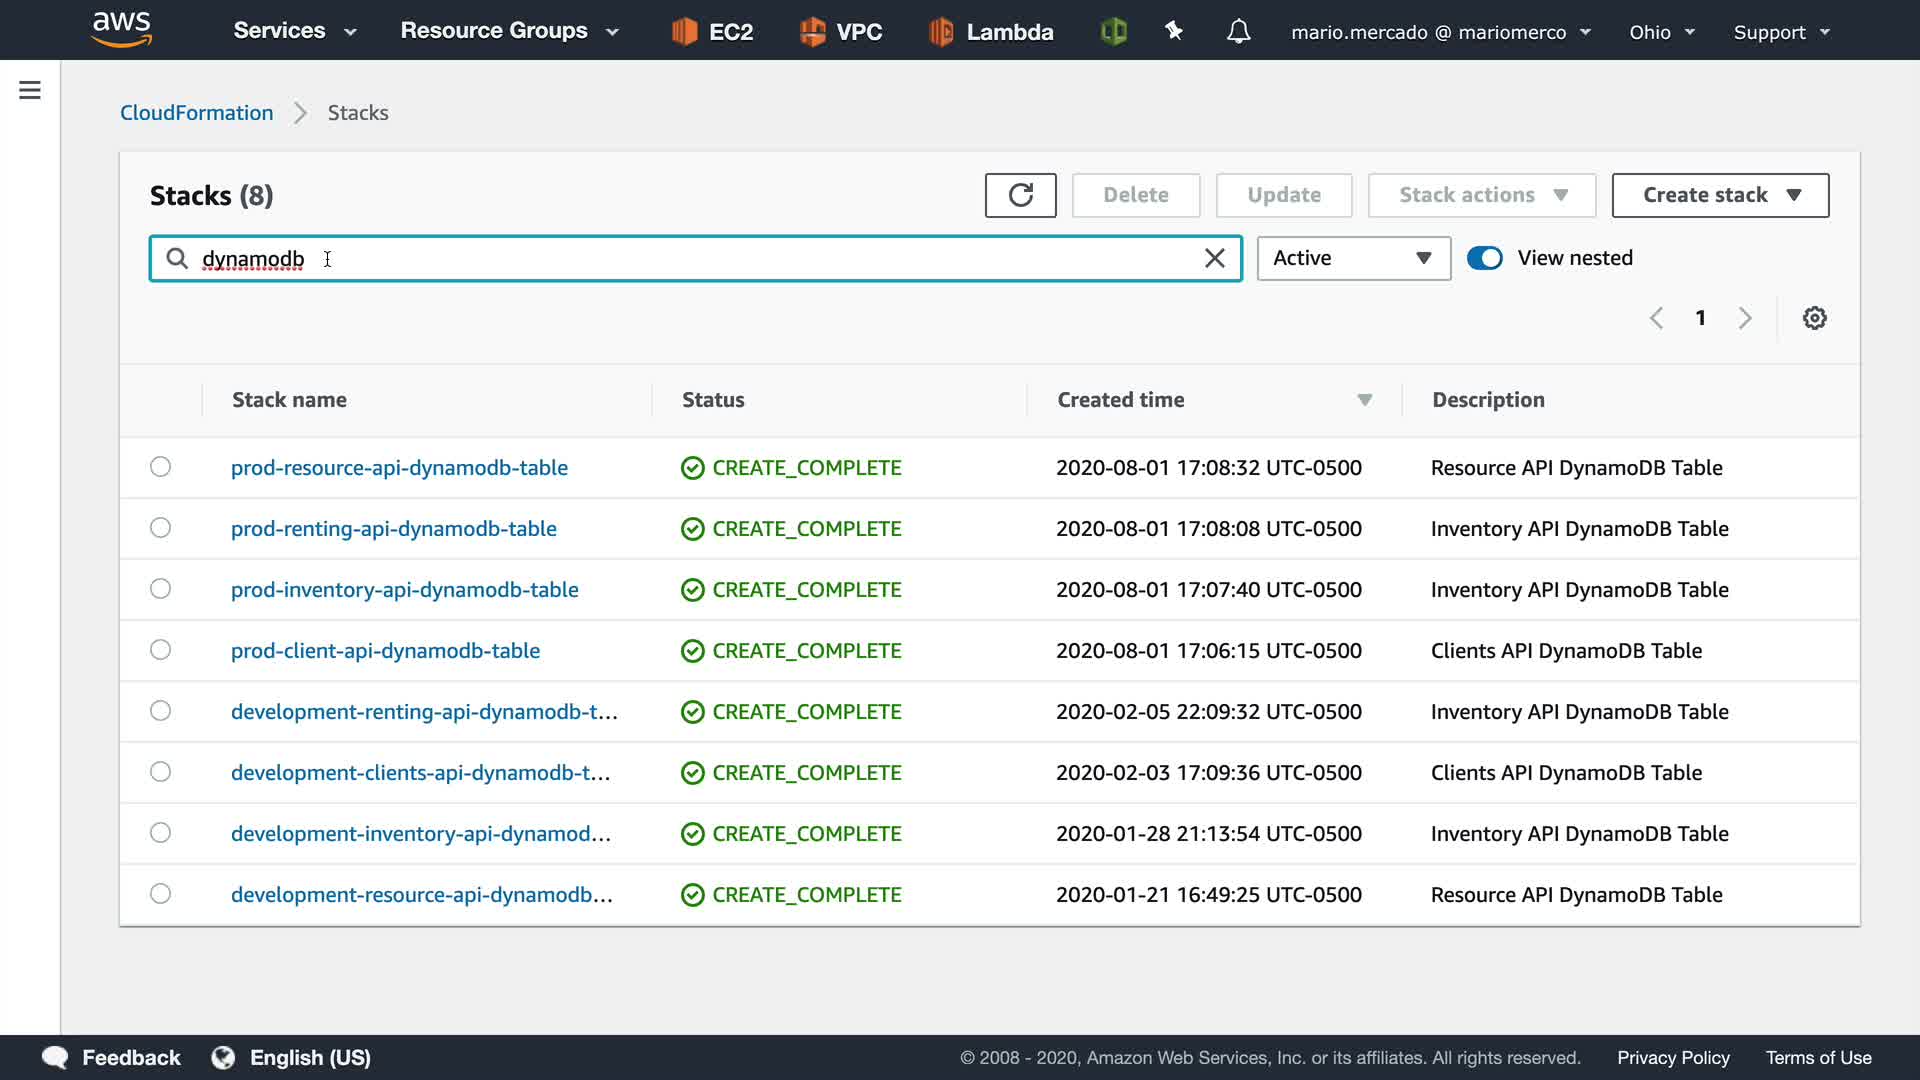 aws Services Resource Groups EC2 VPC Lambda mario.mercado @ mariomerco Ohio Support
CloudFormation Stacks
Stacks (8) Delete Update Stack actions Create stack
dynamodb Active View nested
1
Stack name Status Created time Description
prod-resource-api-dynamodb-table CREATE_COMPLETE 2020-08-01 17:08:32 UTC-0500 Resource API DynamoDB Table
prod-renting-api-dynamodb-table CREATE_COMPLETE 2020-08-01 17:08:08 UTC-0500 Inventory API DynamoDB Table
prod-inventory-api-dynamodb-table CREATE_COMPLETE 2020-08-01 17:07:40 UTC-0500 Inventory API DynamoDB Table
prod-client-api-dynamodb-table CREATE_COMPLETE 2020-08-01 17:06:15 UTC-0500 Clients API DynamoDB Table
development-renting-api-dynamodb-t... CREATE_COMPLETE 2020-02-05 22:09:32 UTC-0500 Inventory API DynamoDB Table
development-clients-api-dynamodb-t... CREATE_COMPLETE 2020-02-03 17:09:36 UTC-0500 Clients API DynamoDB Table
development-inventory-api-dynamod... CREATE_COMPLETE 2020-01-28 21:13:54 UTC-0500 Inventory API DynamoDB Table
development-resource-api-dynamodb... CREATE_COMPLETE 2020-01-21 16:49:25 UTC-0500 Resource API DynamoDB Table
Feedback English (US) © 2008 - 2020, Amazon Web Services, Inc. or its affiliates. All rights reserved. Privacy Policy Terms of Use